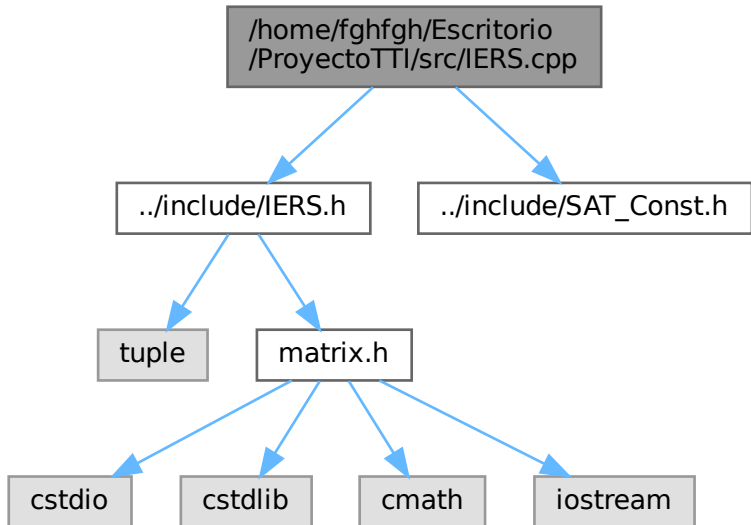 /home/fghfgh/Escritorio
/ProyectoTTI/src/IERS.cpp
../include/IERS.h
../include/SAT_Const.h
tuple
matrix.h
cstdio
cstdlib
cmath
iostream